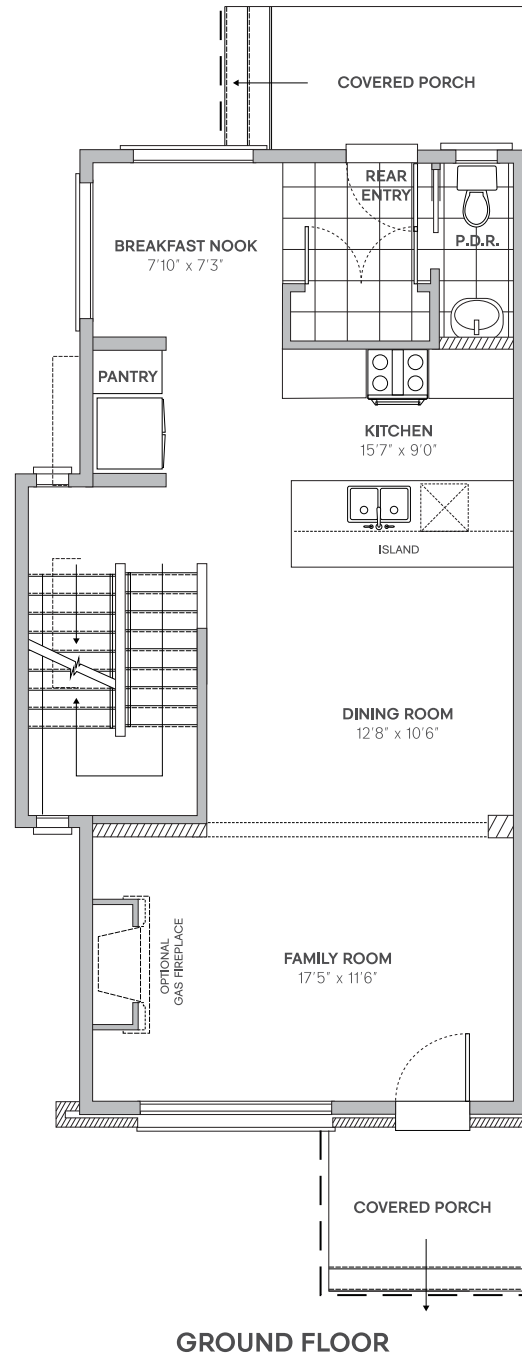 COVERED PORCH
REAR
ENTRY
P.D.R.
BREAKFAST NOOK
7'10" x 7'3"
PANTRY
KITCHEN
15'7" x 9'0"
ISLAND
DINING ROOM
12'8" x 10'6"
OPTIONAL
GAS FIREPLACE
FAMILY ROOM
17'5" x 11'6"
COVERED PORCH
GROUND FLOOR